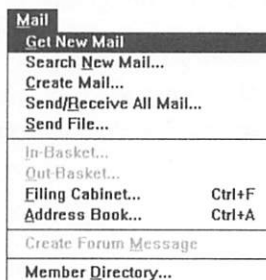 Mail
Get New Mail
Search New Mail...
Create Mail...
Send/Receive All Mail...
Send File...
In-Basket...
Out-Basket...
Filing Cabinet... Ctrl+F
Address Book... Ctrl+A
Create Forum Message
Member Directory...